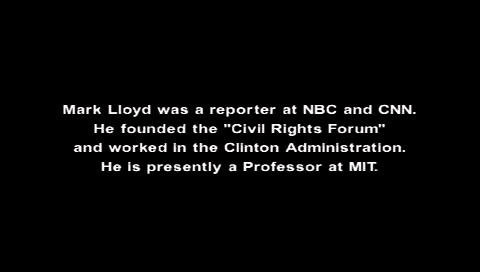 Mark Lloyd was a reporter at NBC and CNN.
He founded the "Civil Rights Forum"
and worked in the Clinton Administration.
He is presently a Professor at MIT.